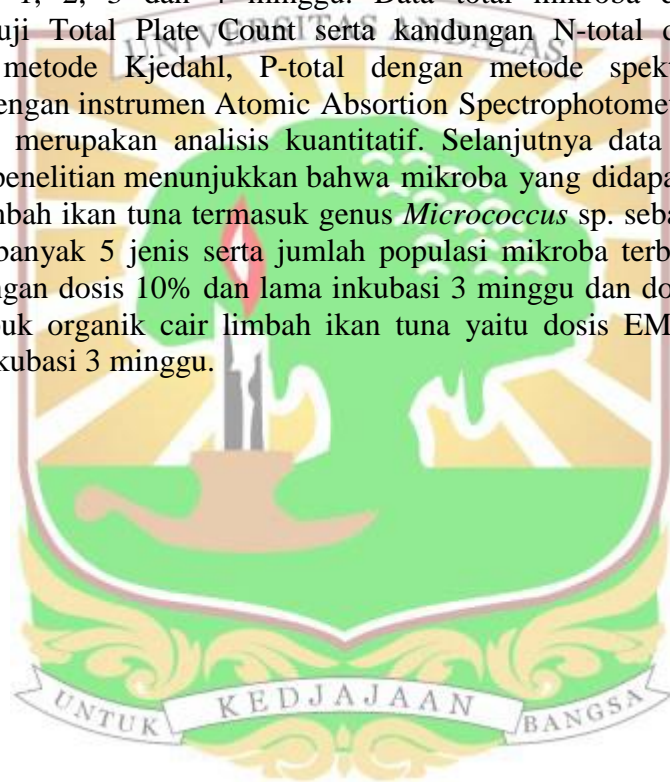 1, 2, 3 dan 4 minggu. Data total mikroba d
uji Total Plate Count serta kandungan N-total d
UNIVERSITAS ANDALAS
metode Kjedahl, P-total dengan metode spekt
engan instrumen Atomic Absortion Spectrophotomet
merupakan analisis kuantitatif. Selanjutnya data
penelitian menunjukkan bahwa mikroba yang didapa
mbah ikan tuna termasuk genus Micrococcus sp. seba
banyak 5 jenis serta jumlah populasi mikroba terb
ngan dosis 10% dan lama inkubasi 3 minggu dan do
puk organik cair limbah ikan tuna yaitu dosis EM
kubasi 3 minggu.
UNTUK KEDJAJAAN BANGSA